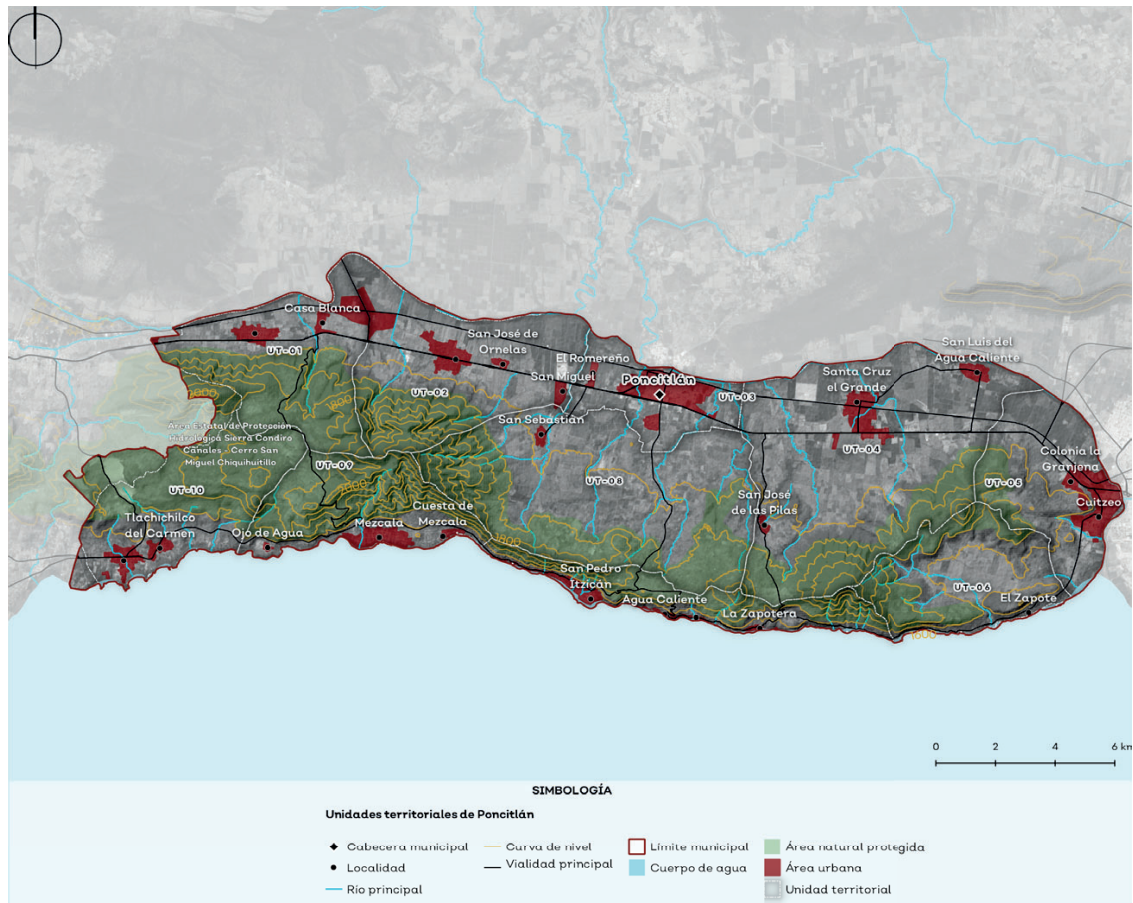 Casa Blanca
San José de
Ornelas
UT-01
El Romereño
San Miguel
Poncitlán
San Luis del
Agua Caliente
Santa Cruz
el Grande
UT-02
UT-03
1800
San Sebastián
UT-04
Área Estatal de Protección
Hidrológica Sierra Cóndiro
Canales - Cerro San
Miguel Chiquihuitillo
UT-09
Colonia la
Granjena
UT-05
UT-10
UT-08
San José
de las Pilas
Cuitzeo
Cuesta de
Mezcala
Tlachichilco
del Carmen
Ojo de Agua
Mezcala
1800
San Pedro
Itzicán
UT-06
Agua Caliente
El Zapote
La Zapotera
1600
0 2 4 6 km
SIMBOLOGÍA
Unidades territoriales de Poncitlán
Cabecera municipal
Curva de nivel
Límite municipal
Área natural protegida
Localidad
Vialidad principal
Cuerpo de agua
Área urbana
Río principal
Unidad territorial